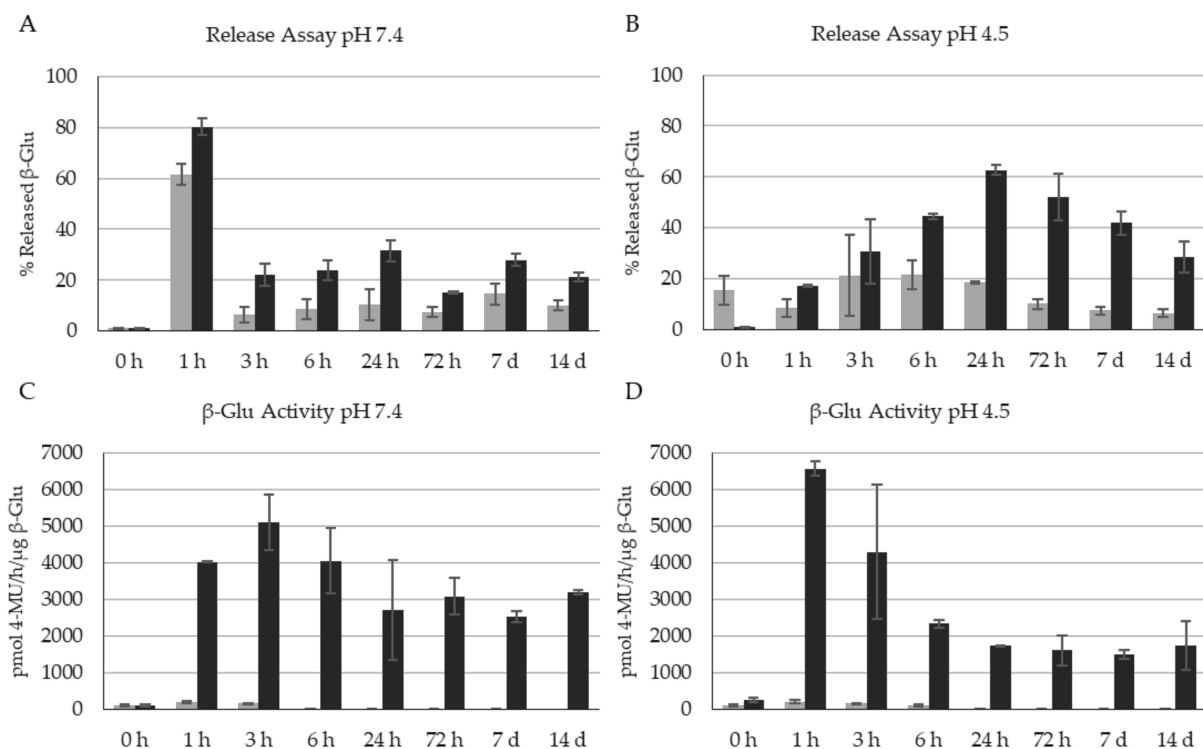 A
Release Assay pH 7.4
% Released β-Glu
100
80
60
40
20
0
0 h 1 h 3 h 6 h 24 h 72 h 7 d 14 d
B
Release Assay pH 4.5
% Released β-Glu
100
80
60
40
20
0
0 h 1 h 3 h 6 h 24 h 72 h 7 d 14 d
C
β-Glu Activity pH 7.4
pmol 4-MU/h/µg β-Glu
7000
6000
5000
4000
3000
2000
1000
0
0 h 1 h 3 h 6 h 24 h 72 h 7 d 14 d
D
β-Glu Activity pH 4.5
pmol 4-MU/h/µg β-Glu
7000
6000
5000
4000
3000
2000
1000
0
0 h 1 h 3 h 6 h 24 h 72 h 7 d 14 d